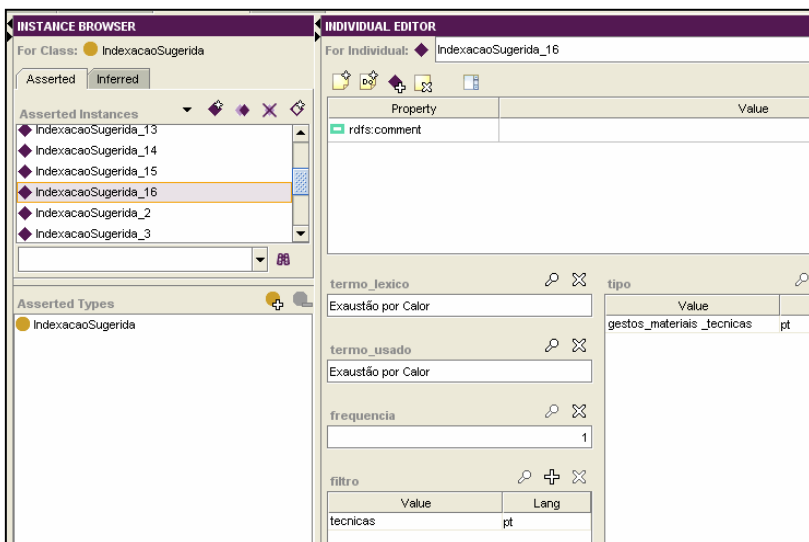 INSTANCE BROWSER
For Class: IndexacaoSugerida
Asserted Inferred
Asserted Instances
IndexacaoSugerida_13
IndexacaoSugerida_14
IndexacaoSugerida_15
IndexacaoSugerida_16
IndexacaoSugerida_2
IndexacaoSugerida_3
Asserted Types
IndexacaoSugerida
INDIVIDUAL EDITOR
For Individual: IndexacaoSugerida_16
Property Value
rdfs:comment
termo_lexico
Exaustão por Calor
termo_usado
Exaustão por Calor
frequencia
1
filtro
Value Lang
tecnicas pt
tipo
Value
gestos_materiais _tecnicas pt